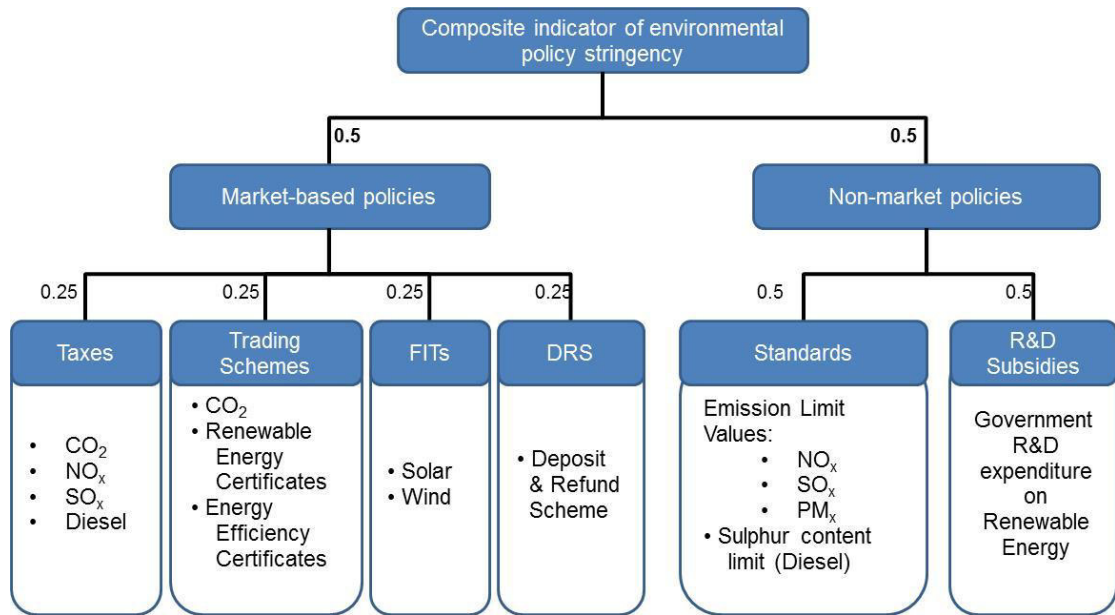 Composite indicator of environmental
policy stringency
0.5
0.5
Market-based policies
Non-market policies
0.25
0.25
0.25
0.25
0.5
0.5
Taxes
• CO₂
• NOₓ
• SOₓ
• Diesel
Trading
Schemes
• CO₂
• Renewable
Energy
Certificates
• Energy
Efficiency
Certificates
FITs
• Solar
• Wind
DRS
• Deposit
& Refund
Scheme
Standards
Emission Limit
Values:
• NOₓ
• SOₓ
• PMₓ
• Sulphur content
limit (Diesel)
R&D
Subsidies
Government
R&D
expenditure
on
Renewable
Energy